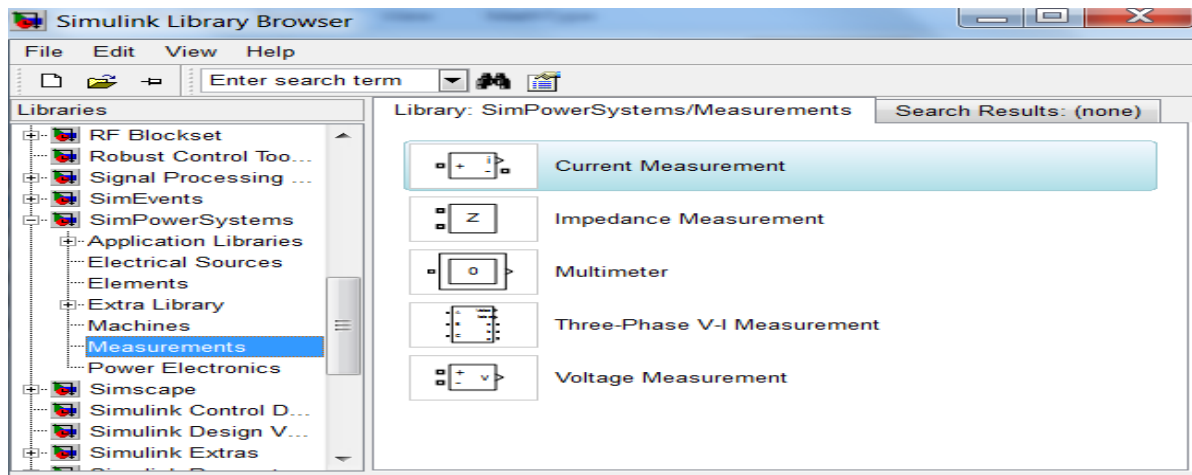 Simulink Library Browser
File Edit View Help
Enter search term
Libraries
RF Blockset
Robust Control Too...
Signal Processing ...
SimEvents
SimPowerSystems
Application Libraries
Electrical Sources
Elements
Extra Library
Machines
Measurements
Power Electronics
Simscape
Simulink Control D...
Simulink Design V...
Simulink Extras
Library: SimPowerSystems/Measurements
Search Results: (none)
+ i - Current Measurement
Z Impedance Measurement
0 Multimeter
Three-Phase V-I Measurement
+ - v Voltage Measurement